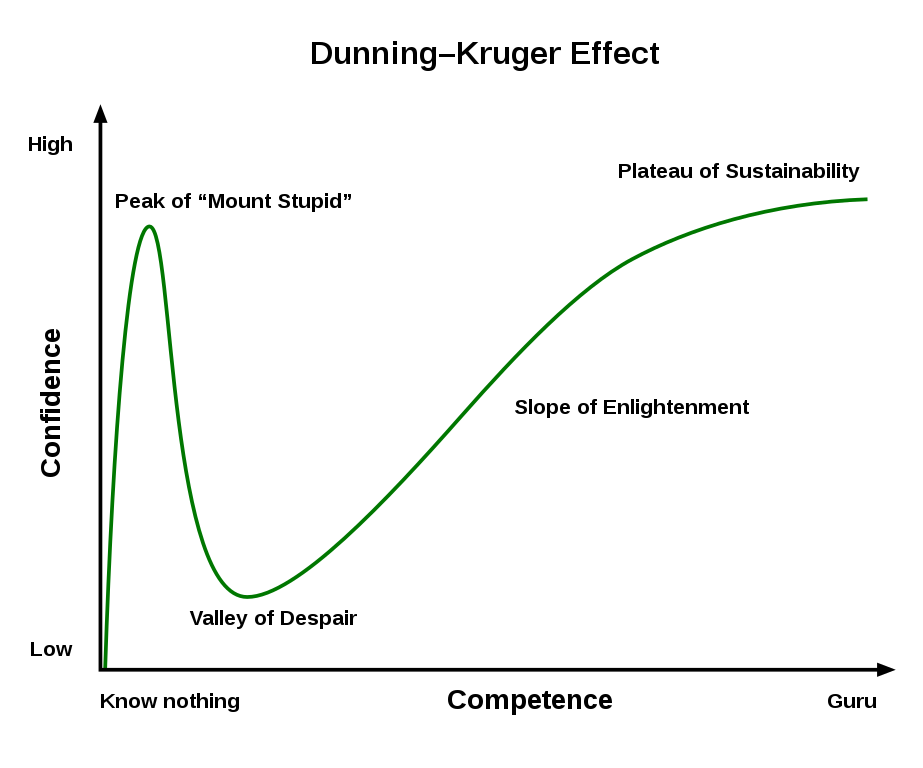 Dunning–Kruger Effect
High
Plateau of Sustainability
Peak of “Mount Stupid”
Confidence
Slope of Enlightenment
Valley of Despair
Low
Know nothing
Competence
Guru